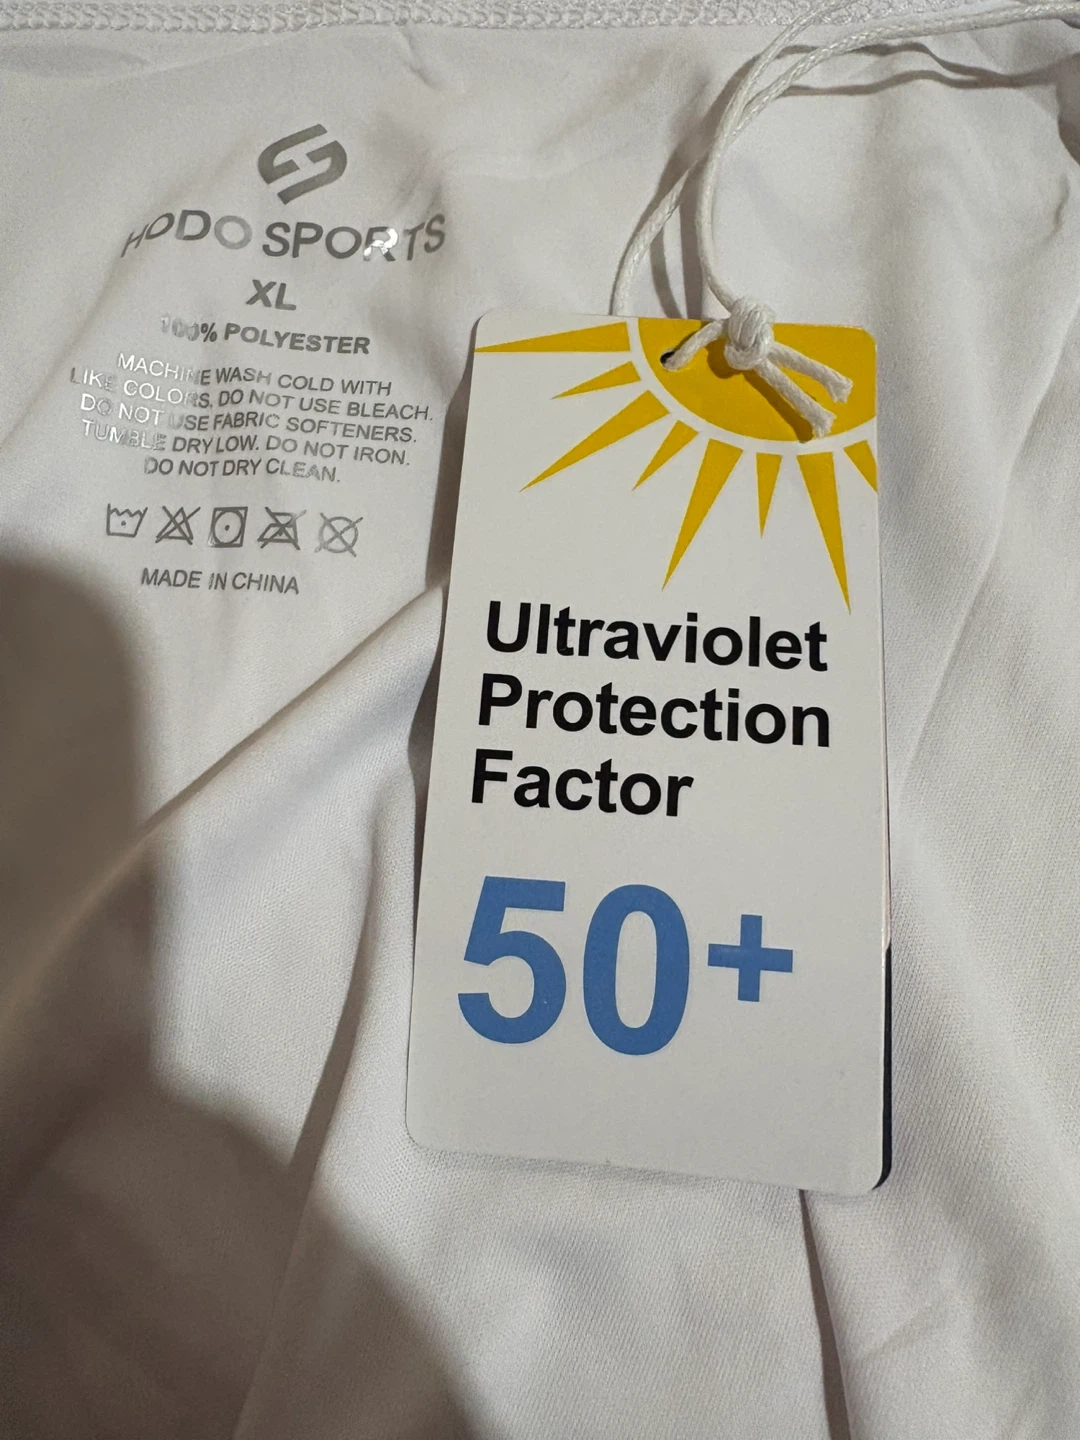 HODO SPORTS
XL
100% POLYESTER
MACHINE WASH COLD WITH
LIKE COLORS. DO NOT USE BLEACH.
DO NOT USE FABRIC SOFTENERS.
TUMBLE DRY LOW. DO NOT IRON.
DO NOT DRY CLEAN.
MADE IN CHINA
Ultraviolet
Protection
Factor
50+